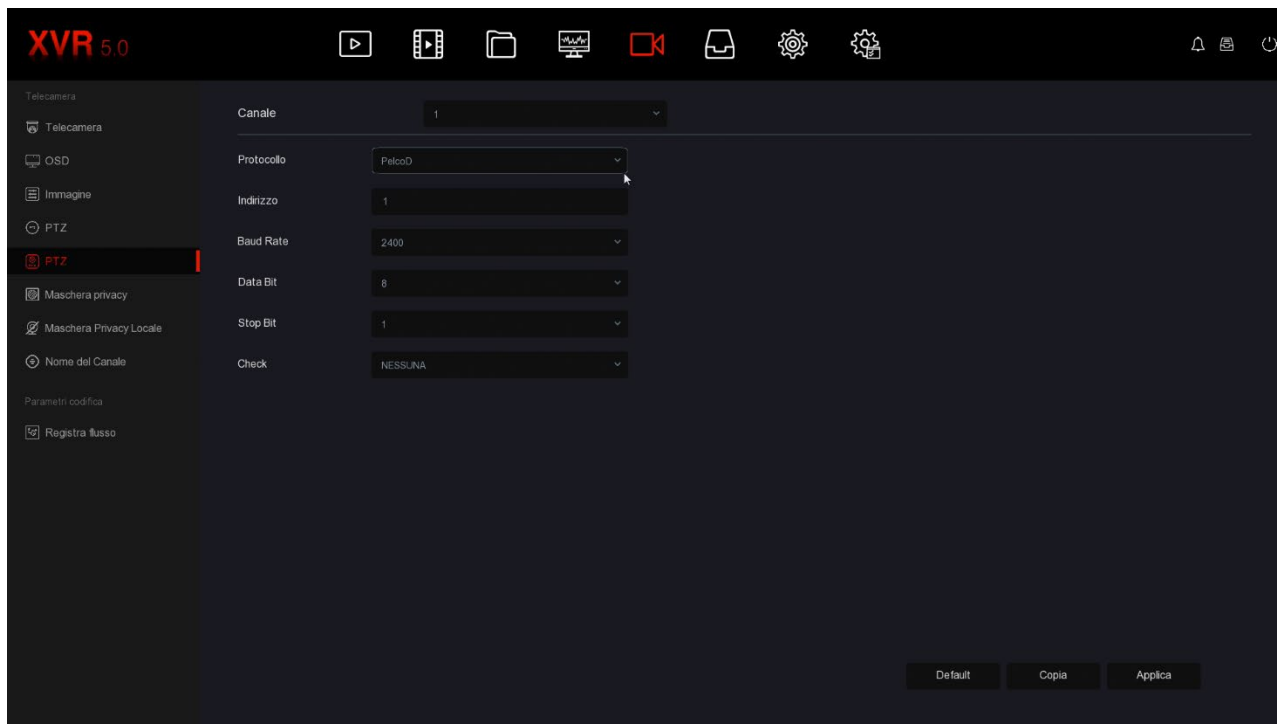 XVR 5.0
Telecamera
Telecamera
OSD
Immagine
PTZ
PTZ
Maschera privacy
Maschera Privacy Locale
Nome del Canale
Parametri codifica
Registra flusso
Canale 1
Protocollo PelcoD
Indirizzo 1
Baud Rate 2400
Data Bit 8
Stop Bit 1
Check NESSUNA
Default Copia Applica